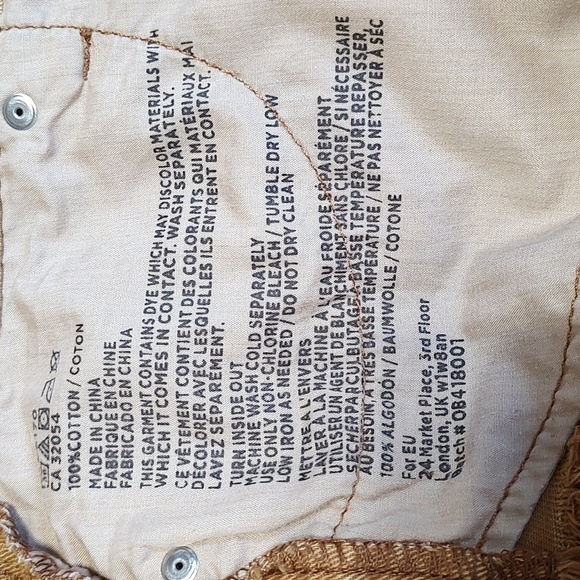 CA 32054
100% COTTON / COTON
MADE IN CHINA
FABRIQUE EN CHINE
FABRICADO EN CHINA
THIS GARMENT CONTAINS DYE WHICH MAY DISCOLOR MATERIALS WITH
WHICH IT COMES IN CONTACT. WASH SEPARATELY.
CE VÊTEMENT CONTIENT DES COLORANTS QUI MATÉRIAUX MAI
DÉCOLORER AVEC LESQUELLES ILS ENTRENT EN CONTACT.
LAVEZ SÉPAREMENT.
TURN INSIDE OUT
MACHINE WASH COLD SEPARATELY
USE ONLY NON-CHLORINE BLEACH / TUMBLE DRY LOW
LOW IRON AS NEEDED / DO NOT DRY CLEAN
METTRE A L'ENVERS
LAVER À LA MACHINE À L'EAU FROIDE SÉPAREMENT
UTILISER UN AGENT DE BLANCHIMENT SANS CHLORE / SI NÉCESSAIRE
SÉCHER PAR CULBUTAGE A BASSE TEMPÉRATURE REPASSER,
AU BESOIN, À TRÈS BASSE TEMPÉRATURE / NE PAS NETTOYER À SEC
100% ALGODÓN / BAUMWOLLE / COTONE
For EU
24 Market Place, 3rd Floor
London, UK W1W8an
Batch # 0B418001